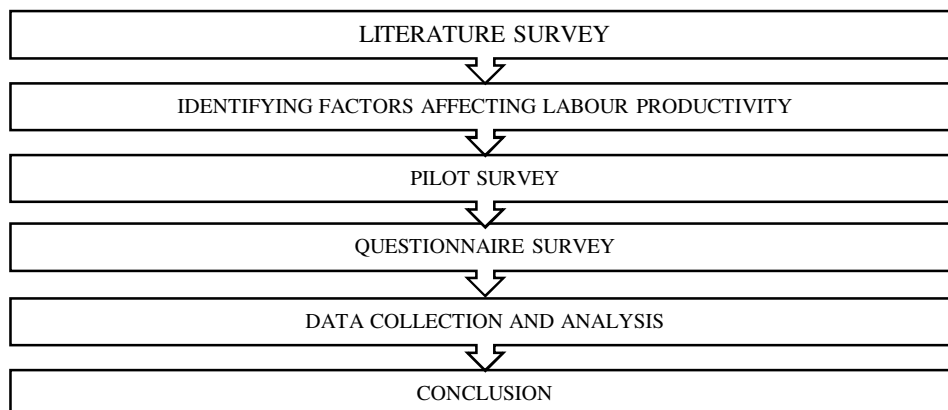 LITERATURE SURVEY
IDENTIFYING FACTORS AFFECTING LABOUR PRODUCTIVITY
PILOT SURVEY
QUESTIONNAIRE SURVEY
DATA COLLECTION AND ANALYSIS
CONCLUSION